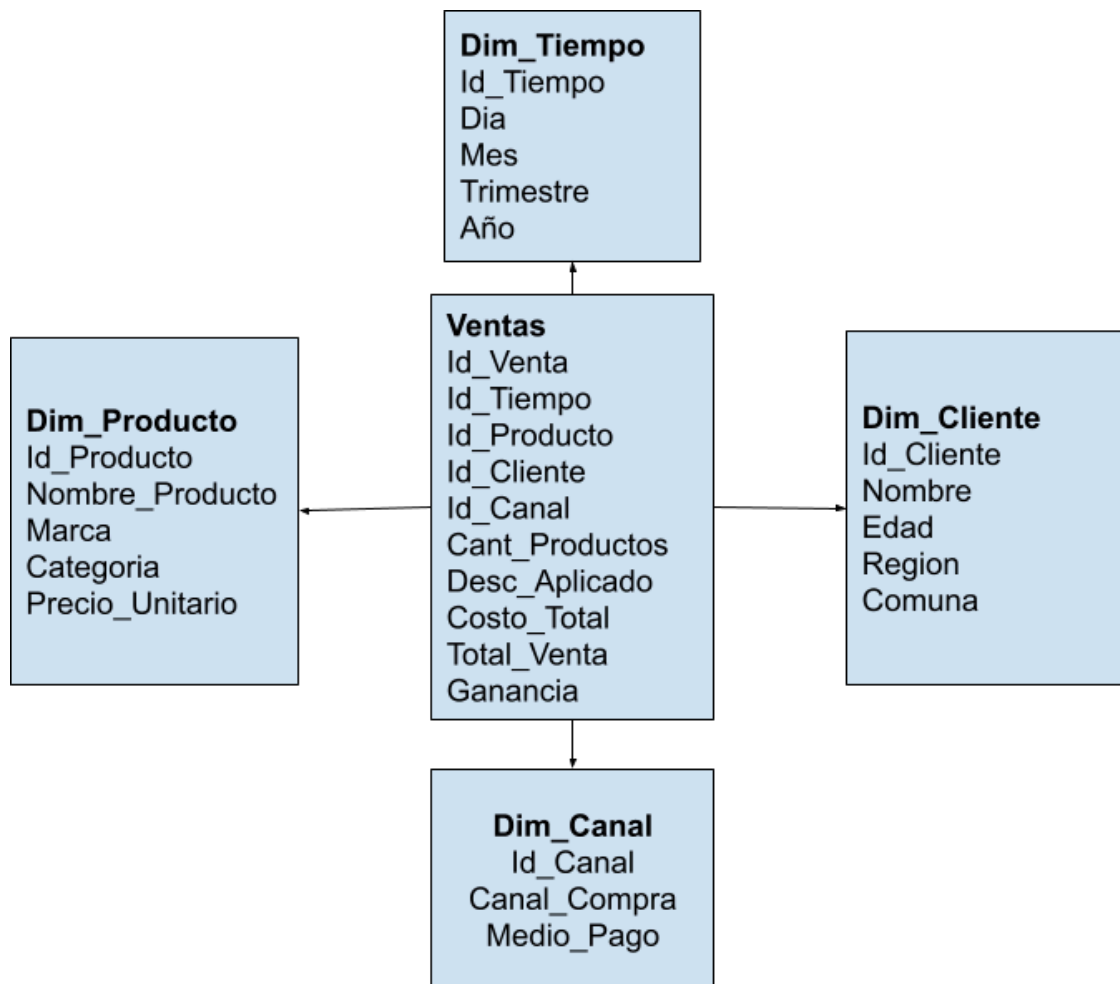 Dim_Tiempo
Id_Tiempo
Dia
Mes
Trimestre
Año
Ventas
Id_Venta
Id_Tiempo
Id_Producto
Id_Cliente
Id_Canal
Cant_Productos
Desc_Aplicado
Costo_Total
Total_Venta
Ganancia
Dim_Producto
Id_Producto
Nombre_Producto
Marca
Categoria
Precio_Unitario
Dim_Cliente
Id_Cliente
Nombre
Edad
Region
Comuna
Dim_Canal
Id_Canal
Canal_Compra
Medio_Pago